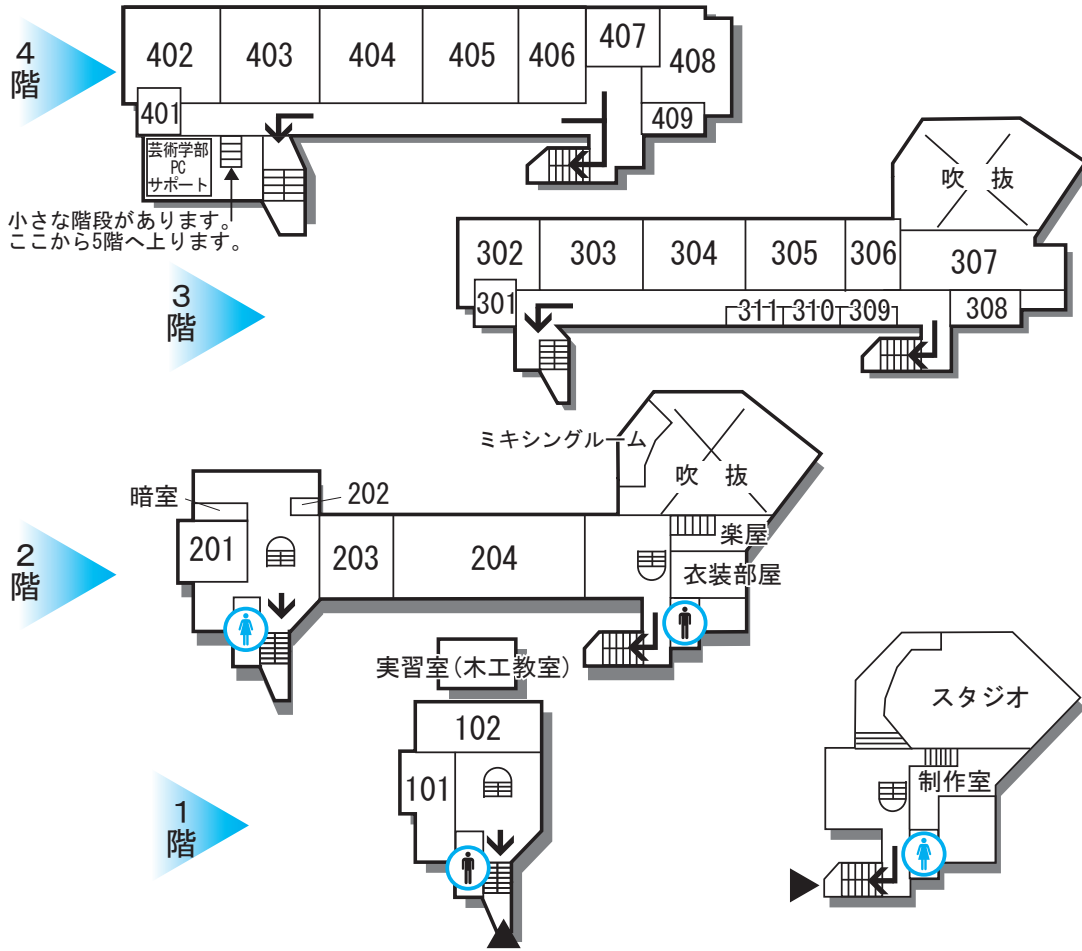 4
階
402
403
404
405
406
407
408
401
409
芸術学部
PC
サポート
小さな階段があります。
ここから5階へ上ります。
3
階
吹 抜
302
303
304
305
306
307
301
311
310
309
308
2
階
ミキシングルーム
吹 抜
暗室
202
201
203
204
楽屋
衣装部屋
1
階
実習室(木工教室)
102
101
スタジオ
制作室